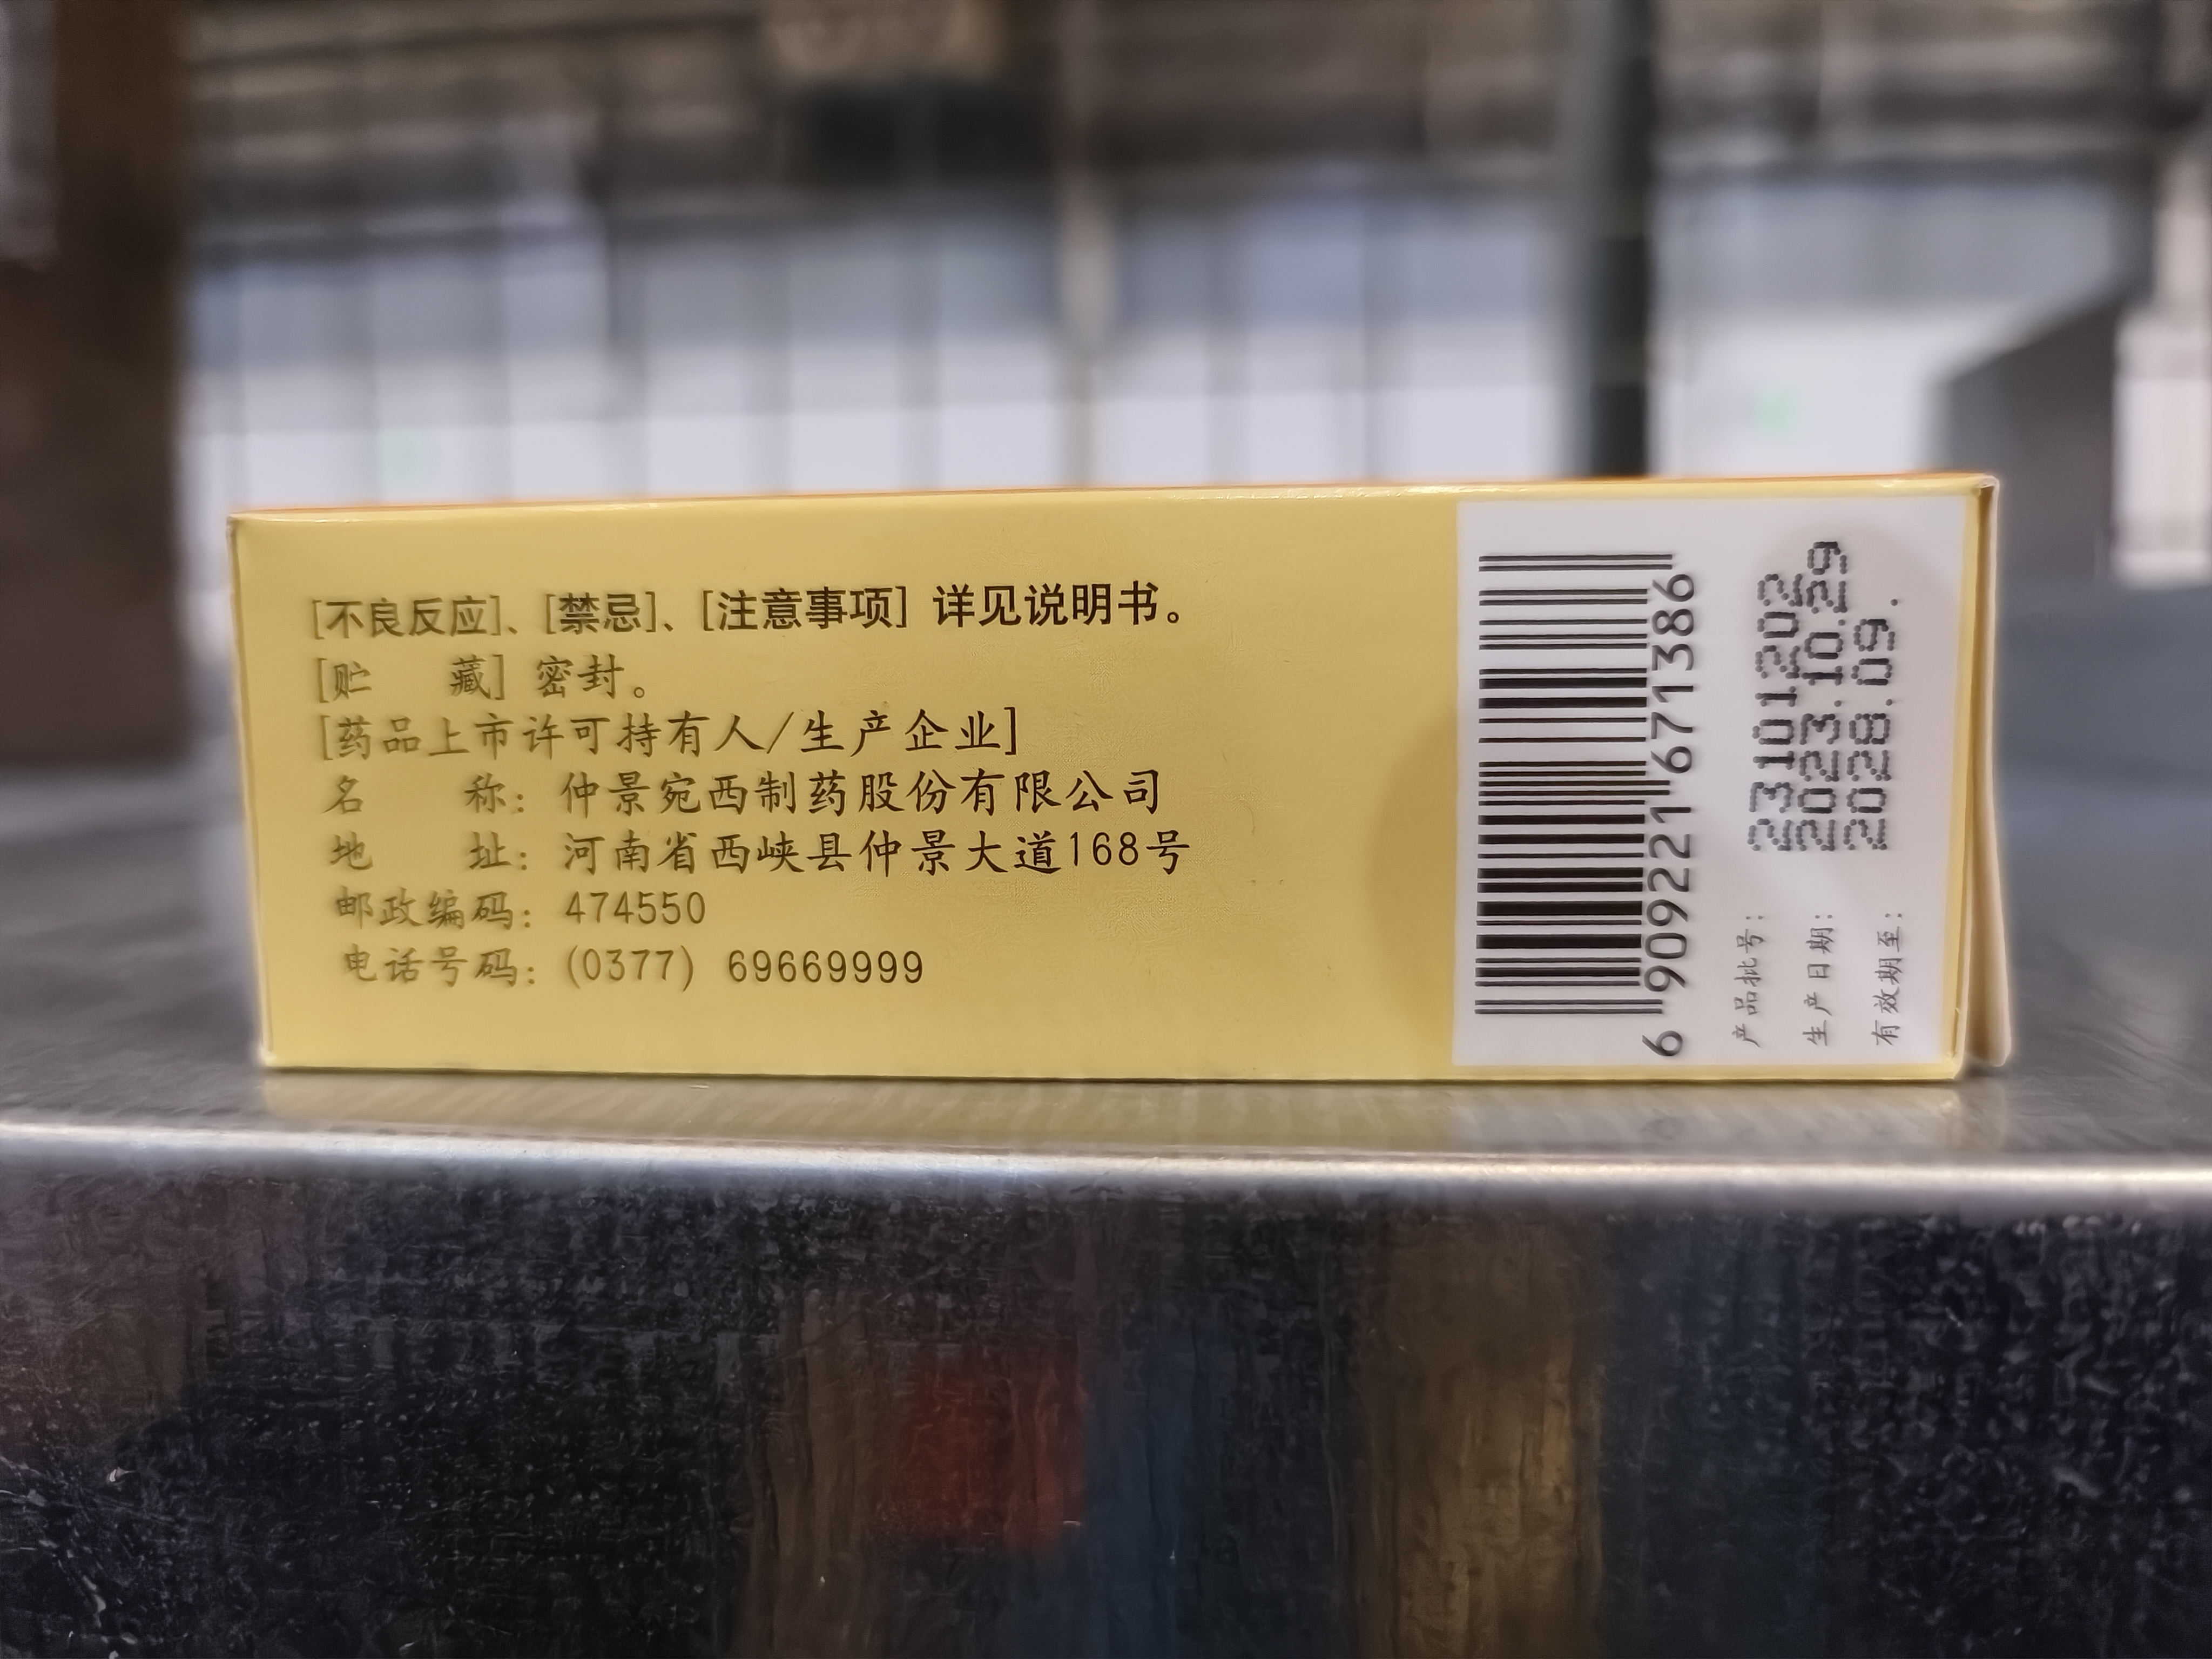 [不良反应]、[禁忌]、[注意事项] 详见说明书。
[贮 藏] 密封。
[药品上市许可持有人/生产企业]
名 称：仲景宛西制药股份有限公司
地 址：河南省西峡县仲景大道168号
邮政编码：474550
电话号码：(0377) 69669999
6 909221 671386
产品批号：23101202
生产日期：2023.10.29
有效期至：2028.09.